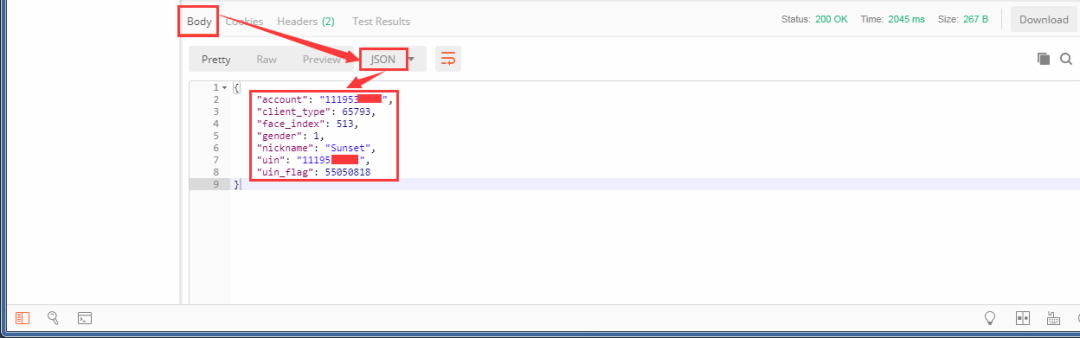 Body Cookies Headers (2) Test Results Status: 200 OK Time: 2045 ms Size: 267 B Download
Pretty Raw Preview JSON
1 {
2 "account": "111953 ",
3 "client_type": 65793,
4 "face_index": 513,
5 "gender": 1,
6 "nickname": "Sunset",
7 "uin": "11195 ",
8 "uin_flag": 55050818
9 }